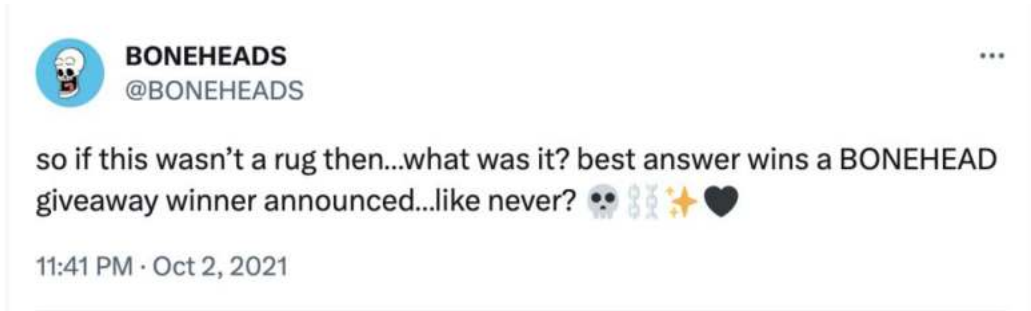 BONEHEADS
@BONEHEADS
so if this wasn’t a rug then...what was it? best answer wins a BONEHEAD
giveaway winner announced...like never? 💀⛓️✨🖤
11:41 PM · Oct 2, 2021